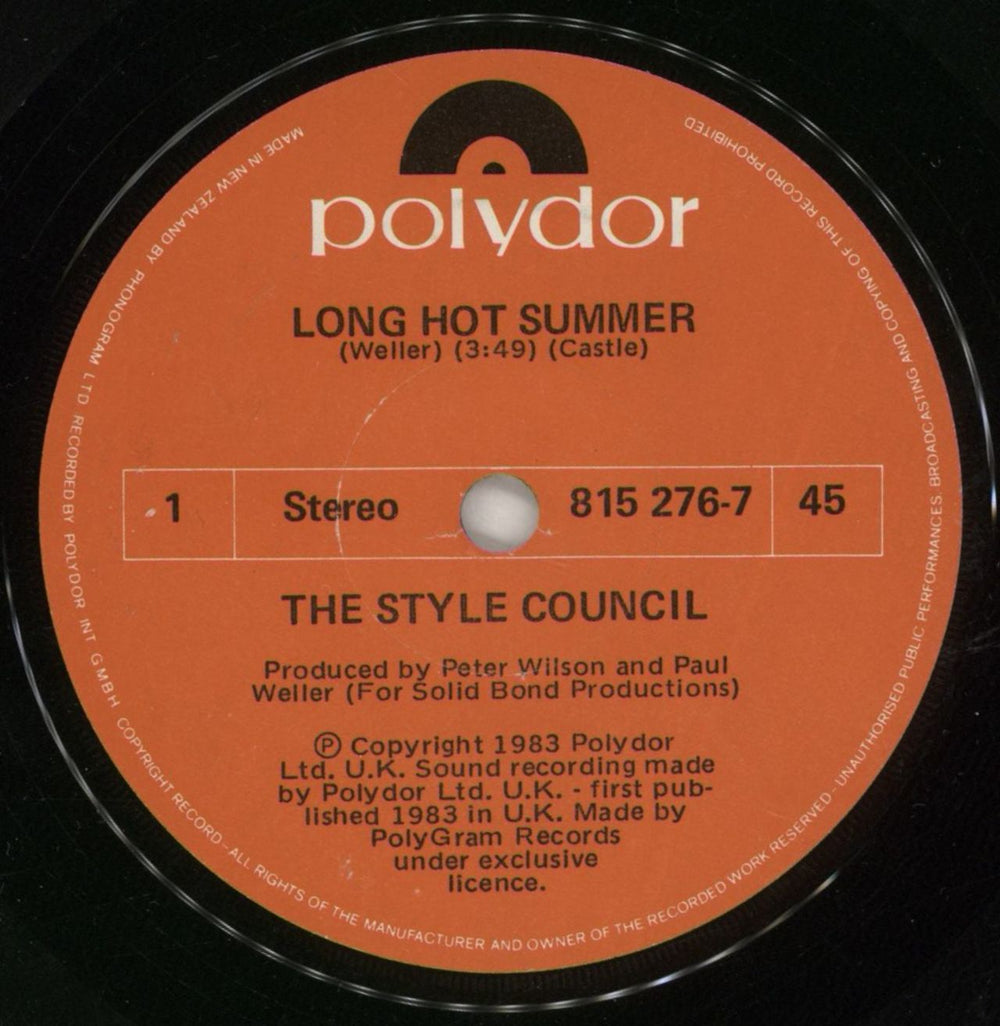 polydor
LONG HOT SUMMER
(Weller) (3:49) (Castle)
1 Stereo 815 276-7 45
THE STYLE COUNCIL
Produced by Peter Wilson and Paul
Weller (For Solid Bond Productions)
Ⓟ Copyright 1983 Polydor
Ltd. U.K. Sound recording made
by Polydor Ltd. U.K. - first pub-
lished 1983 in U.K. Made by
PolyGram Records
under exclusive
licence.
MADE IN NEW ZEALAND BY PHONOGRAM LTD. RECORDED BY POLYDOR INT GMBH COPYRIGHT RECORD - ALL RIGHTS OF THE MANUFACTURER AND OWNER OF THE RECORDED WORK RESERVED - UNAUTHORISED PUBLIC PERFORMANCES, BROADCASTING AND COPYING OF THIS RECORD PROHIBITED